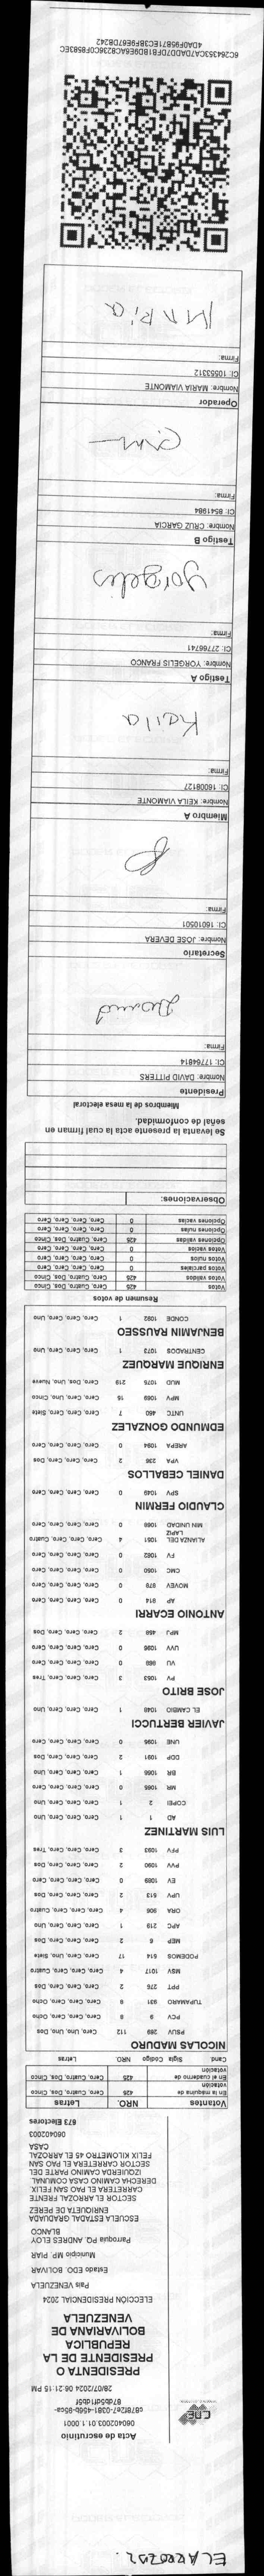 EL ARROZAL.
CNE
Acta de escrutinio
060402003.01.1.0001
c878f2e7-0381-456b-95ca-
87db5df1db5f
28/07/2024 06:21:15 PM
PRESIDENTA O
PRESIDENTE DE LA
REPUBLICA
BOLIVARIANA DE
VENEZUELA
ELECCIÓN PRESIDENCIAL 2024
Pais VENEZUELA
Estado EDO. BOLIVAR
Municipio MP. PIAR
Parroquia PQ. ANDRES ELOY
BLANCO
ESCUELA ESTADAL GRADUADA
ENRIQUETA DE PEREZ
SECTOR EL ARROZAL FRENTE
CARRETERA EL PAO SAN FELIX.
DERECHA CAMINO CASA COMUNAL.
IZQUIERDA CAMINO PARTE DEL
SECTOR CARRETERA EL PAO SAN
FELIX KILOMETRO 45 EL ARROZAL
CASA
060402003
673 Electores
Votantes NRO. Letras
En la máquina de votación 425 Cero, Cuatro, Dos, Cinco
En el cuaderno de votación 425 Cero, Cuatro, Dos, Cinco
Cand. Sigla Código NRO. Letras
NICOLAS MADURO
PSUV 289 112 Cero, Uno, Uno, Dos
PCV 9 8 Cero, Cero, Cero, Ocho
TUPAMARO 931 8 Cero, Cero, Cero, Ocho
PPT 276 2 Cero, Cero, Cero, Dos
MSV 1017 4 Cero, Cero, Cero, Cuatro
PODEMOS 514 17 Cero, Cero, Uno, Siete
MEP 6 2 Cero, Cero, Cero, Dos
APC 219 1 Cero, Cero, Cero, Uno
ORA 906 4 Cero, Cero, Cero, Cuatro
UPV 513 2 Cero, Cero, Cero, Dos
EV 1089 0 Cero, Cero, Cero, Cero
PVV 1090 2 Cero, Cero, Cero, Dos
PFV 1093 3 Cero, Cero, Cero, Tres
LUIS MARTINEZ
AD 1 1 Cero, Cero, Cero, Uno
COPEI 2 1 Cero, Cero, Cero, Uno
MR 1065 0 Cero, Cero, Cero, Cero
BR 1066 1 Cero, Cero, Cero, Uno
DDP 1091 2 Cero, Cero, Cero, Dos
UNE 1095 0 Cero, Cero, Cero, Cero
JAVIER BERTUCCI
EL CAMBIO 1048 1 Cero, Cero, Cero, Uno
JOSE BRITO
PV 1053 3 Cero, Cero, Cero, Tres
VU 868 0 Cero, Cero, Cero, Cero
UVV 1096 0 Cero, Cero, Cero, Cero
MPJ 458 2 Cero, Cero, Cero, Dos
ANTONIO ECARRI
AP 914 0 Cero, Cero, Cero, Cero
MOVEV 978 0 Cero, Cero, Cero, Cero
CMC 1050 0 Cero, Cero, Cero, Cero
FV 1062 0 Cero, Cero, Cero, Cero
ALIANZA DEL LAPIZ 1051 4 Cero, Cero, Cero, Cuatro
MIN UNIDAD 1088 0 Cero, Cero, Cero, Cero
CLAUDIO FERMIN
SPV 1049 0 Cero, Cero, Cero, Cero
DANIEL CEBALLOS
VPA 236 2 Cero, Cero, Cero, Dos
AREPA 1094 0 Cero, Cero, Cero, Cero
EDMUNDO GONZALEZ
UNTC 460 7 Cero, Cero, Cero, Siete
MPV 1069 15 Cero, Cero, Uno, Cinco
MUD 1075 219 Cero, Dos, Uno, Nueve
ENRIQUE MARQUEZ
CENTRADOS 1073 1 Cero, Cero, Cero, Uno
BENJAMIN RAUSSEO
CONDE 1092 1 Cero, Cero, Cero, Uno
Resumen de votos
Votos 425 Cero, Cuatro, Dos, Cinco
Votos validos 425 Cero, Cuatro, Dos, Cinco
Votos parciales 0 Cero, Cero, Cero, Cero
Votos nulos 0 Cero, Cero, Cero, Cero
Votos vacios 0 Cero, Cero, Cero, Cero
Opciones validas 425 Cero, Cuatro, Dos, Cinco
Opciones nulas 0 Cero, Cero, Cero, Cero
Opciones vacias 0 Cero, Cero, Cero, Cero
Observaciones:
Se levanta la presente acta la cual firman en
señal de conformidad.
Miembros de la mesa electoral
Presidente
Nombre: DAVID PITTERS
CI: 17764814
Firma:
David
Secretario
Nombre: JOSE DEVERA
CI: 16010501
Firma:
Miembro A
Nombre: KEILA VIAMONTE
CI: 16008127
Firma:
Keila
Testigo A
Nombre: YORGELIS FRANCO
CI: 27766741
Firma:
yorgelis
Testigo B
Nombre: CRUZ GARCIA
CI: 8541984
Firma:
Operador
Nombre: MARIA VIAMONTE
CI: 10553312
Firma:
MARia
6C264353CA7DADD7DFB1BD9E6AC8236C0F8583EC
4DA0F95B71EC3BF9E67DB242